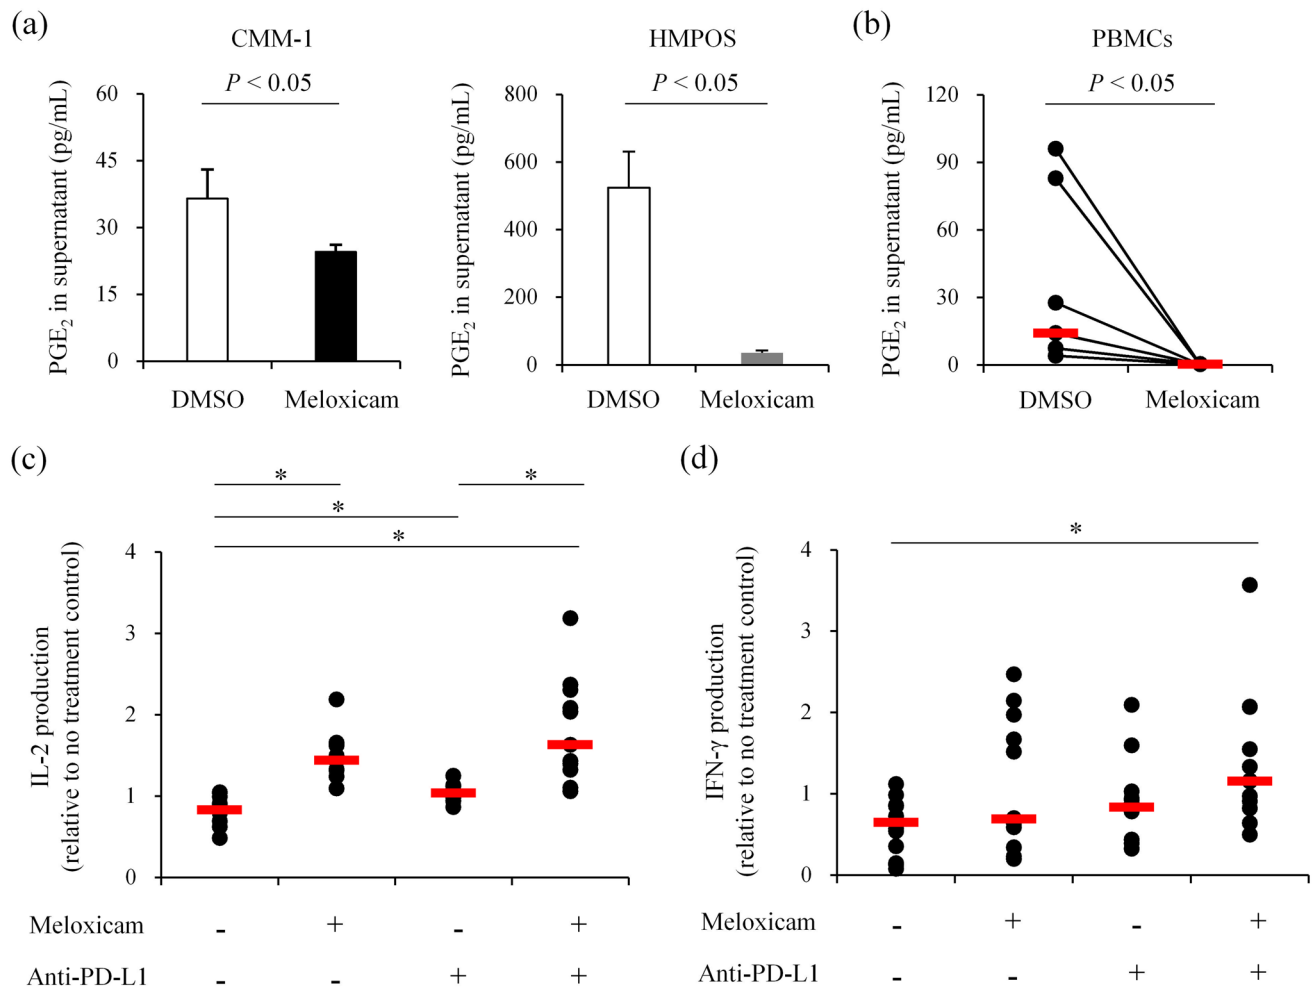 (a)
CMM-1
P < 0.05
PGE2 in supernatant (pg/mL)
60
45
30
15
0
DMSO Meloxicam
HMPOS
P < 0.05
PGE2 in supernatant (pg/mL)
800
600
400
200
0
DMSO Meloxicam
(b)
PBMCs
P < 0.05
PGE2 in supernatant (pg/mL)
120
90
60
30
0
DMSO Meloxicam
(c)
* *
*
*
IL-2 production
(relative to no treatment control)
4
3
2
1
0
Meloxicam - + - +
Anti-PD-L1 - - + +
(d)
*
IFN-γ production
(relative to no treatment control)
4
3
2
1
0
Meloxicam - + - +
Anti-PD-L1 - - + +